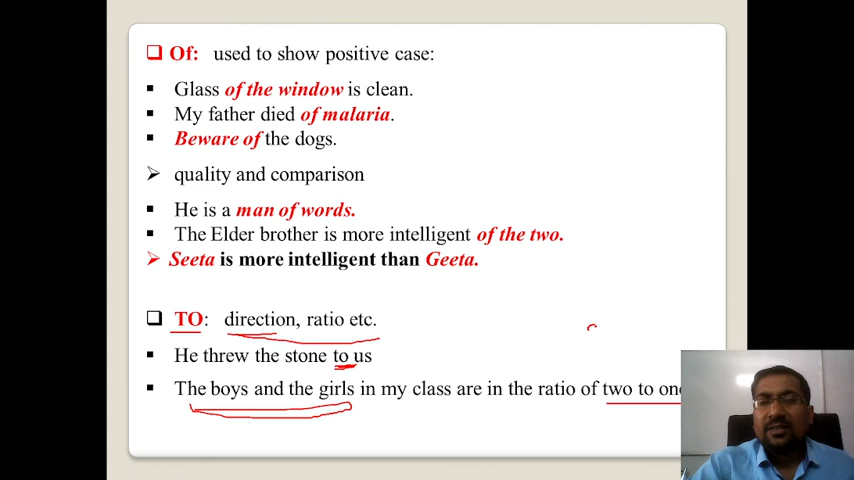 Of: used to show positive case:
Glass of the window is clean.
My father died of malaria.
Beware of the dogs.
quality and comparison
He is a man of words.
The Elder brother is more intelligent of the two.
Seeta is more intelligent than Geeta.
TO: direction, ratio etc.
He threw the stone to us
The boys and the girls in my class are in the ratio of two to one